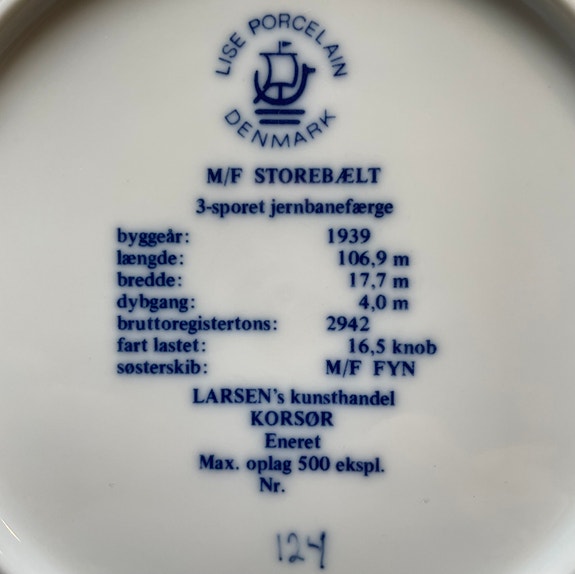 LISE PORCELAIN
DENMARK
M/F STOREBÆLT
3-sporet jernbanefærge
byggeår: 1939
længde: 106,9 m
bredde: 17,7 m
dybgang: 4,0 m
bruttoregistertons: 2942
fart lastet: 16,5 knob
søsterskib: M/F FYN
LARSEN's kunsthandel
KORSØR
Eneret
Max. oplag 500 ekspl.
Nr.
124